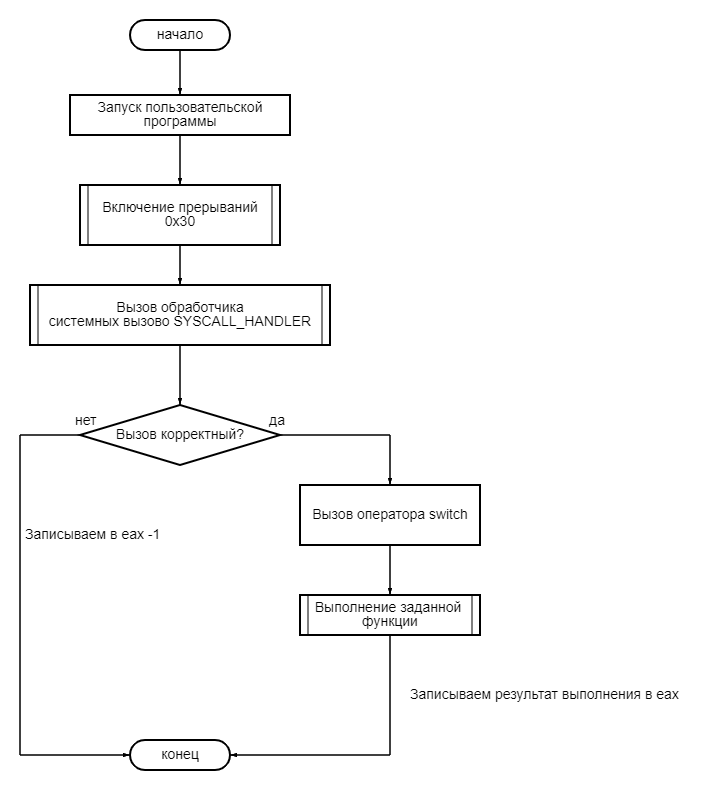 начало
Запуск пользовательской
программы
Включение прерываний
0x30
Вызов обработчика
системных вызово SYSCALL_HANDLER
нет
да
Вызов корректный?
Вызов оператора switch
Записываем в eax -1
Выполнение заданной
функции
Записываем результат выполнения в eax
конец